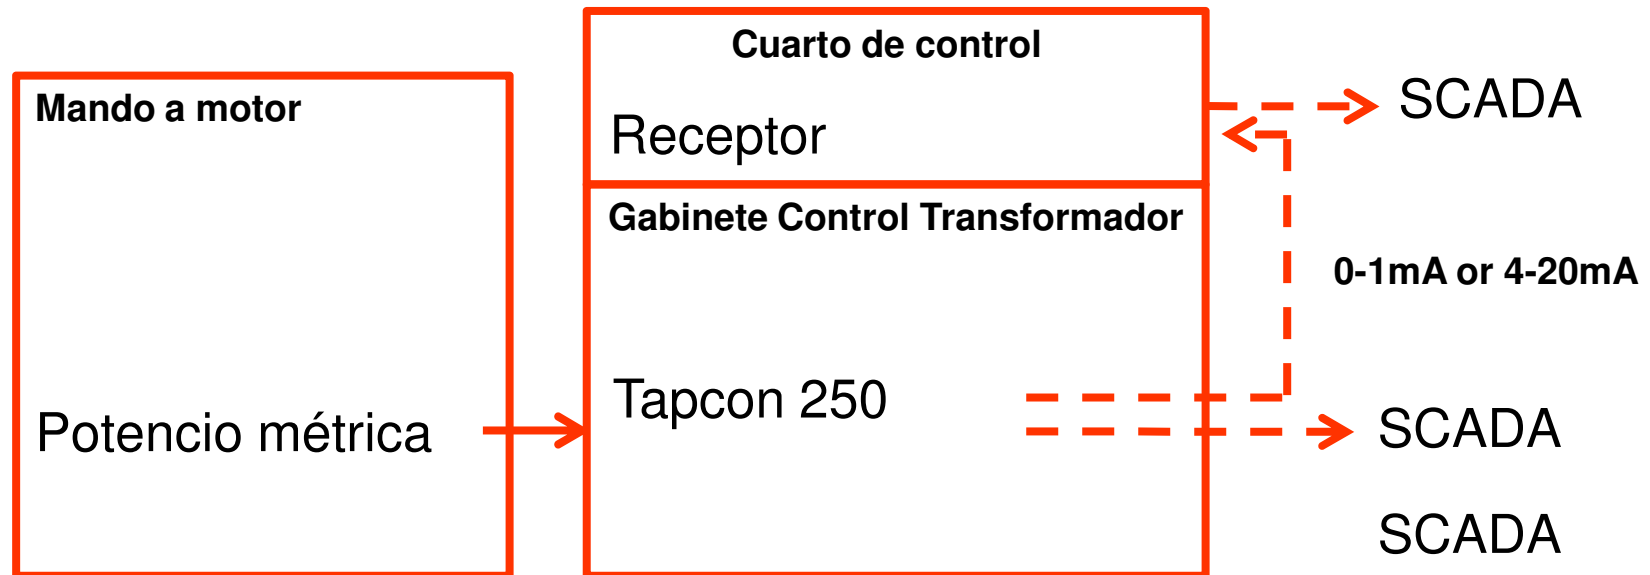 Cuarto de control
Mando a motor
Receptor
SCADA
Gabinete Control Transformador
0-1mA or 4-20mA
Potencio métrica
Tapcon 250
SCADA
SCADA